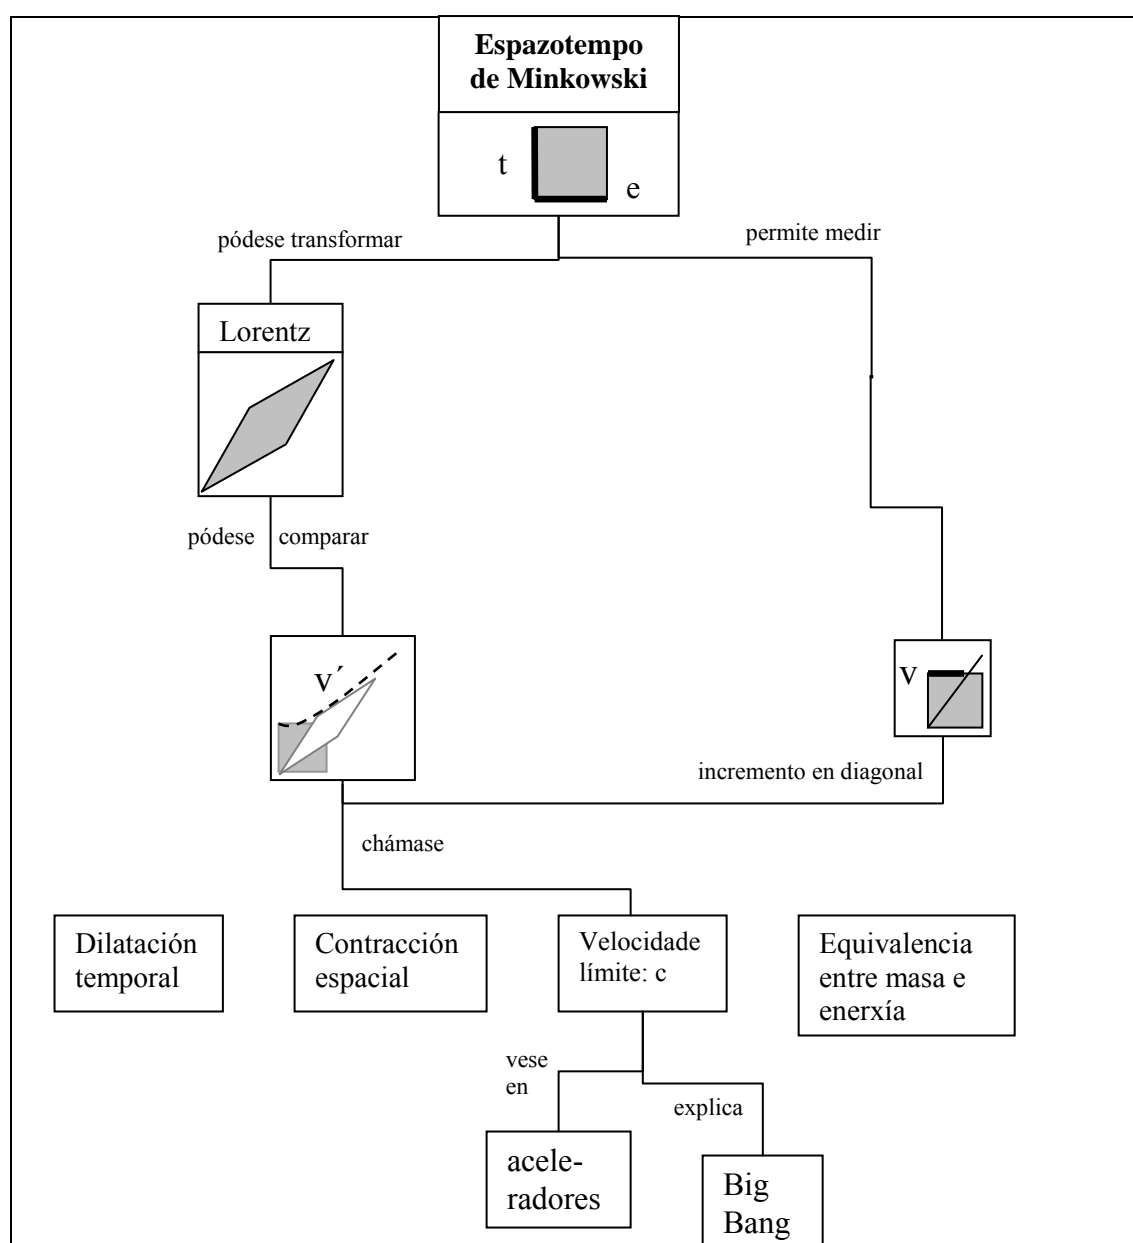 Espazotempo
de Minkowski
t
e
pódese transformar
permite medir
Lorentz
pódese comparar
v´
v
incremento en diagonal
chámase
Dilatación
temporal
Contracción
espacial
Velocidade
límite: c
Equivalencia
entre masa e
enerxía
vese
en
explica
acele-
radores
Big
Bang